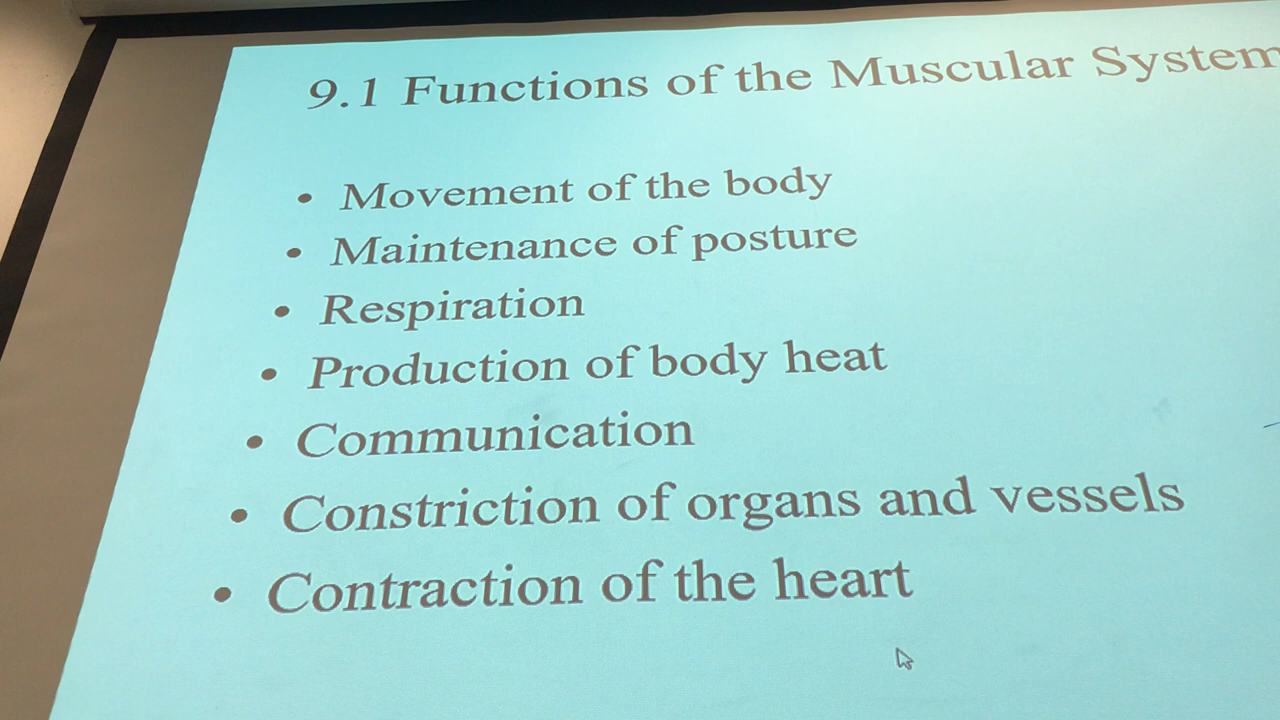 9.1 Functions of the Muscular System
• Movement of the body
• Maintenance of posture
• Respiration
• Production of body heat
• Communication
• Constriction of organs and vessels
• Contraction of the heart